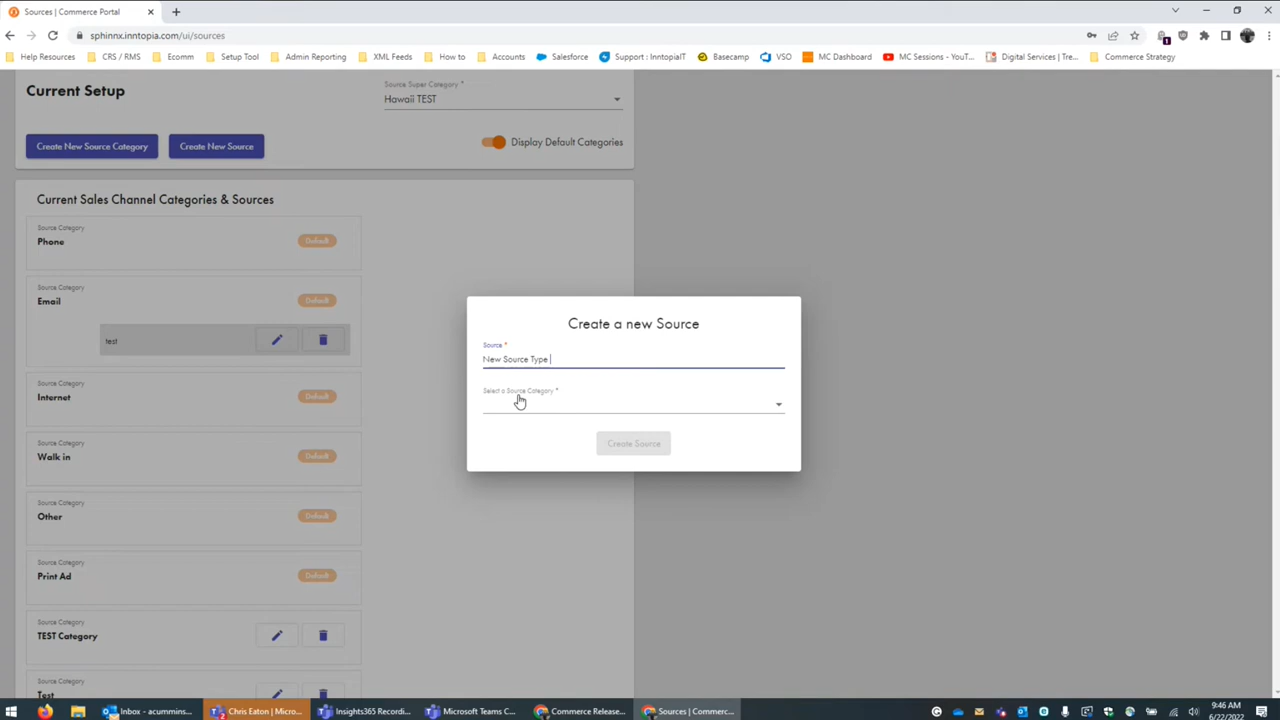 Sources | Commerce Portal
sphinnx.inntopia.com/ui/sources
Help Resources CRS / RMS Ecomm Setup Tool Admin Reporting XML Feeds How to Accounts Salesforce Support : InntopiaIT Basecamp VSO MC Dashboard MC Sessions - YouT... Digital Services | Tre... Commerce Strategy
Current Setup
Source Super Category *
Hawaii TEST
Create New Source Category Create New Source Display Default Categories
Current Sales Channel Categories & Sources
Source Category
Phone Default
Source Category
Email Default
test
Source Category
Internet Default
Source Category
Walk in Default
Source Category
Other Default
Source Category
Print Ad Default
Source Category
TEST Category
Source Category
Test
Create a new Source
Source *
New Source Type
Select a Source Category *
Create Source
Inbox - acummins... Chris Eaton | Micro... Insights365 Recordi... Microsoft Teams C... Commerce Release... Sources | Commerc...
9:46 AM
6/22/2022